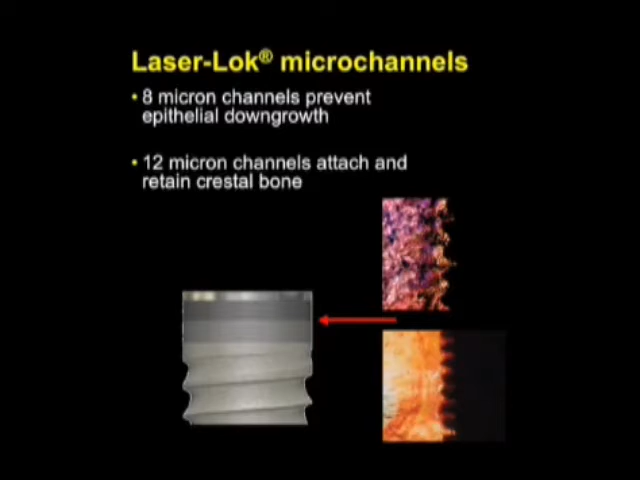 Laser-Lok® microchannels
• 8 micron channels prevent
epithelial downgrowth
• 12 micron channels attach and
retain crestal bone